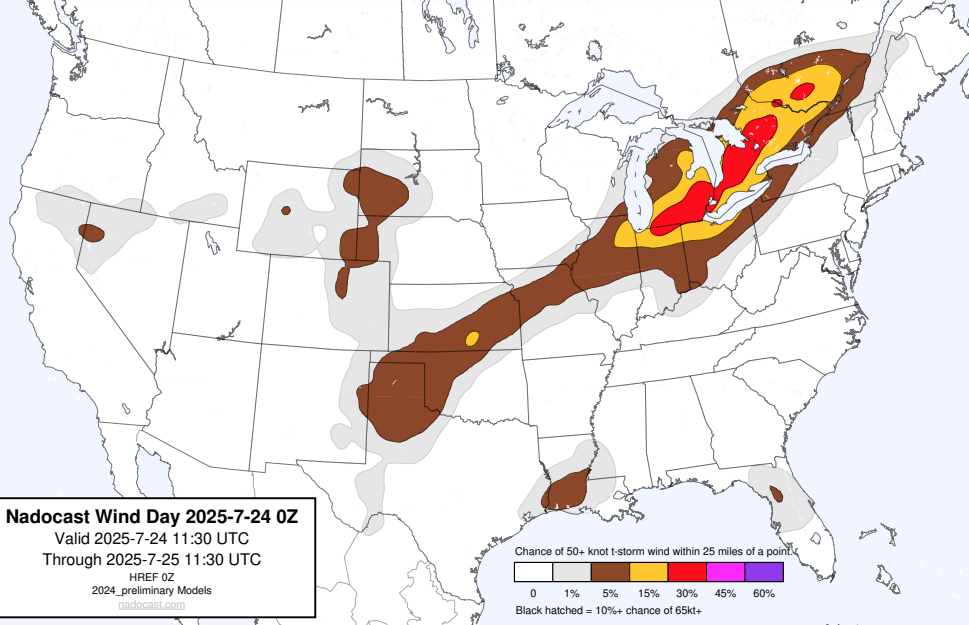 Nadocast Wind Day 2025-7-24 0Z
Valid 2025-7-24 11:30 UTC
Through 2025-7-25 11:30 UTC
HREF 0Z
2024_preliminary Models
nadocast.com
Chance of 50+ knot t-storm wind within 25 miles of a point.
0 1% 5% 15% 30% 45% 60%
Black hatched = 10%+ chance of 65kt+